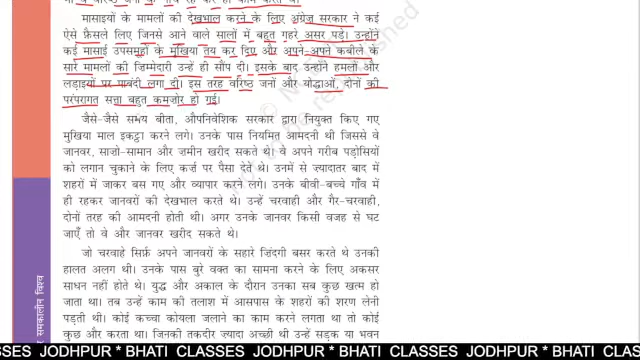 मासाइयों के मामलों की देखभाल करने के लिए अंग्रेज़ सरकार ने कई
ऐसे फ़ैसले लिए जिनसे आने वाले सालों में बहुत गहरे असर पड़े। उन्होंने
कई मासाई उपसमूहों के मुखिया तय कर दिए और अपने-अपने कबीले के
सारे मामलों की जिम्मेदारी उन्हें ही सौंप दी। इसके बाद उन्होंने हमलों और
लड़ाइयों पर पाबंदी लगा दी। इस तरह वरिष्ठ जनों और योद्धाओं, दोनों की
परंपरागत सत्ता बहुत कमजोर हो गई।
जैसे-जैसे समय बीता, औपनिवेशिक सरकार द्वारा नियुक्त किए गए
मुखिया माल इकट्ठा करने लगे। उनके पास नियमित आमदनी थी जिससे वे
जानवर, साज़ो-सामान और ज़मीन खरीद सकते थे। वे अपने गरीब पड़ोसियों
को लगान चुकाने के लिए कर्ज पर पैसा देते थे। उनमें से ज्यादातर बाद में
शहरों में जाकर बस गए और व्यापार करने लगे। उनके बीवी-बच्चे गाँव में
ही रहकर जानवरों की देखभाल करते थे। उन्हें चरवाही और गैर-चरवाही,
दोनों तरह की आमदनी होती थी। अगर उनके जानवर किसी वजह से घट
जाएँ तो वे और जानवर खरीद सकते थे।
जो चरवाहे सिर्फ़ अपने जानवरों के सहारे ज़िंदगी बसर करते थे उनकी
हालत अलग थी। उनके पास बुरे वक्त का सामना करने के लिए अकसर
साधन नहीं होते थे। युद्ध और अकाल के दौरान उनका सब कुछ खत्म हो
जाता था। तब उन्हें काम की तलाश में आसपास के शहरों की शरण लेनी
पड़ती थी। कोई कच्चा कोयला जलाने का काम करने लगता था तो कोई
कुछ और करता था। जिनकी तकदीर ज्यादा अच्छी थी उन्हें सड़क या भवन
समकालीन विश्व
CLASSES JODHPUR * BHATI CLASSES JODHPUR * BHATI CLASSES JODHPUR